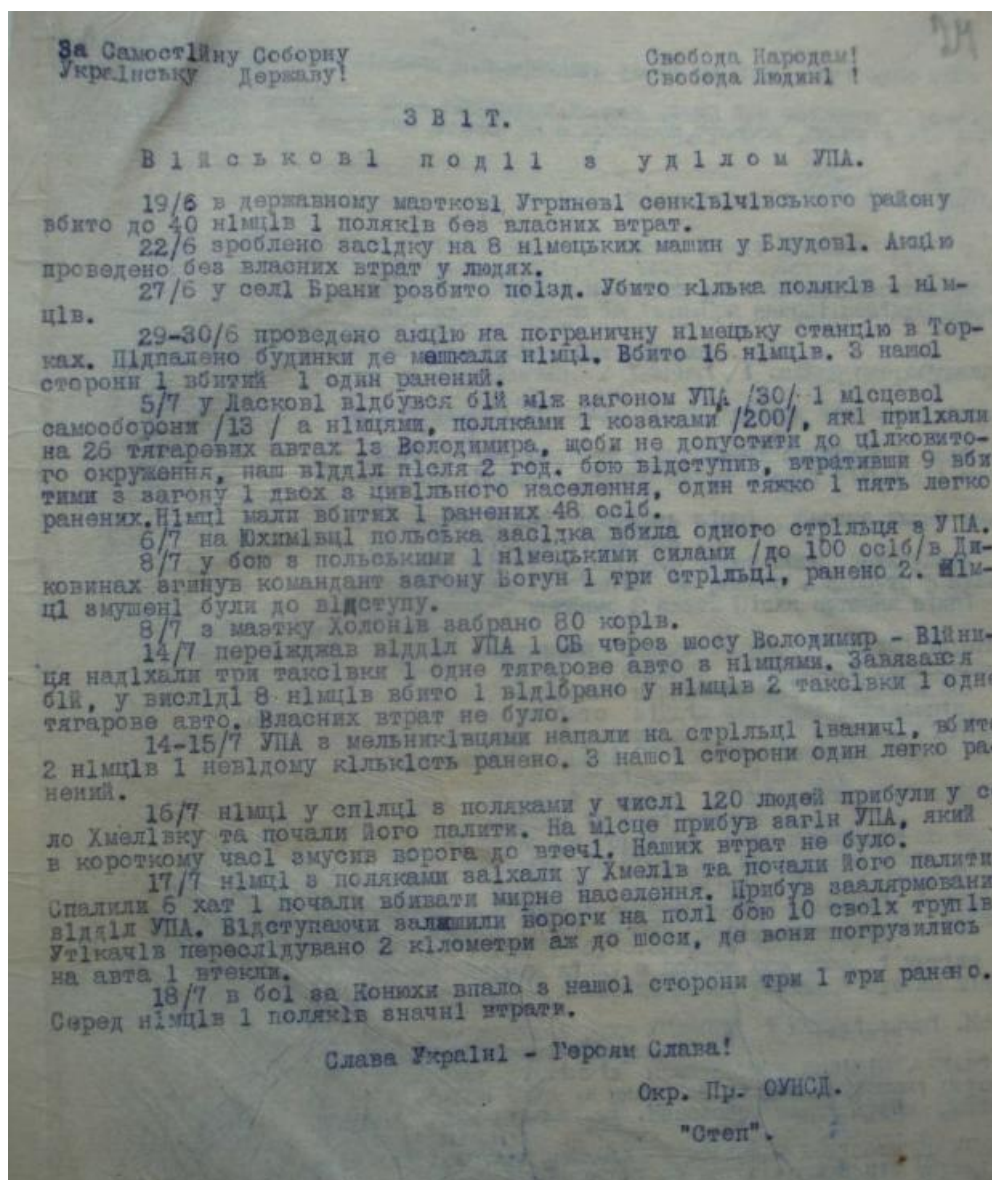 24
За Самостійну Соборну
Українську Державу!
Свобода Народам!
Свобода Людині !
З В І Т.
В і й с ь к о в і п о д і ї з у д і л о м УПА.
19/6 в державному маэткові Угриневі сенківічівського району
вбито до 40 німців і поляків без власних втрат.
22/6 зроблено засідку на 8 німецьких машин у Блудові. Акцію
проведено без власних втрат у людях.
27/6 у селі Брани розбито поїзд. Убито кілька поляків і нім-
ців.
29-30/6 проведено акцію на пограничну німецьку станцію в Тор-
ках. Підпалено будинки де мешкали німці. Вбито 16 німців. З нашої
сторони 1 вбитий і один ранений.
5/7 у Ласкові відбувся бій між загоном УПА /30/ і місцевої
самооборони /13 / а німцями, поляками і козаками /200/, які приїхали
на 26 тягаревих автах із Володимира, щоби не допустити до цілковито-
го окруження, наш відділ після 2 год. бою відступив, втративши 9 вби
тими з загону і двох з цивільного населення, один тяжко і пять легко
ранених.Німці мали вбитих і ранених 48 осіб.
6/7 на Юхимівці польська засідка вбила одного стрільця з УПА.
8/7 у бою з польськими і німецькими силами /до 100 осіб/в Ди-
ковинах згинув командант загону Богун і три стрільці, ранено 2. Нім-
ці змушені були до відступу.
8/7 з маэтку Холонів забрано 80 корів.
14/7 переїжджав відділ УПА і СБ через шосу Володимир - Війни-
ця надїхали три таксівки і одне тягарове авто з німцями. Завязався
бій, у висліді 8 німців вбито і відібрано у німців 2 таксівки і одне
тягарове авто. Власних втрат не було.
14-15/7 УПА з мельниківцями напали на стрільці Іваничі, вбито
2 німців і невідому кількість ранено. З нашої сторони один легко ра-
нений.
16/7 німці у спілці з поляками у числі 120 людей прибули у се
ло Хмелівку та почали його палити. На місце прибув загін УПА, який
в короткому часі змусив ворога до втечі. Наших втрат не було.
17/7 німці з поляками заїхали у Хмелів та почали його палити
Спалили 6 хат і почали вбивати мирне населення. Прибув заалярмовани
відділ УПА. Відступаючи залишили вороги на полі бою 10 своїх трупів
Утікачів переслідувано 2 кілометри аж до шоси, де вони погрузились
на авта і втекли.
18/7 в бої за Конюхи впало з нашої сторони три і три ранено.
Серед німців і поляків значні втрати.
Слава Україні - Героям Слава!
Окр. Пр. ОУНСД.
"Степ".